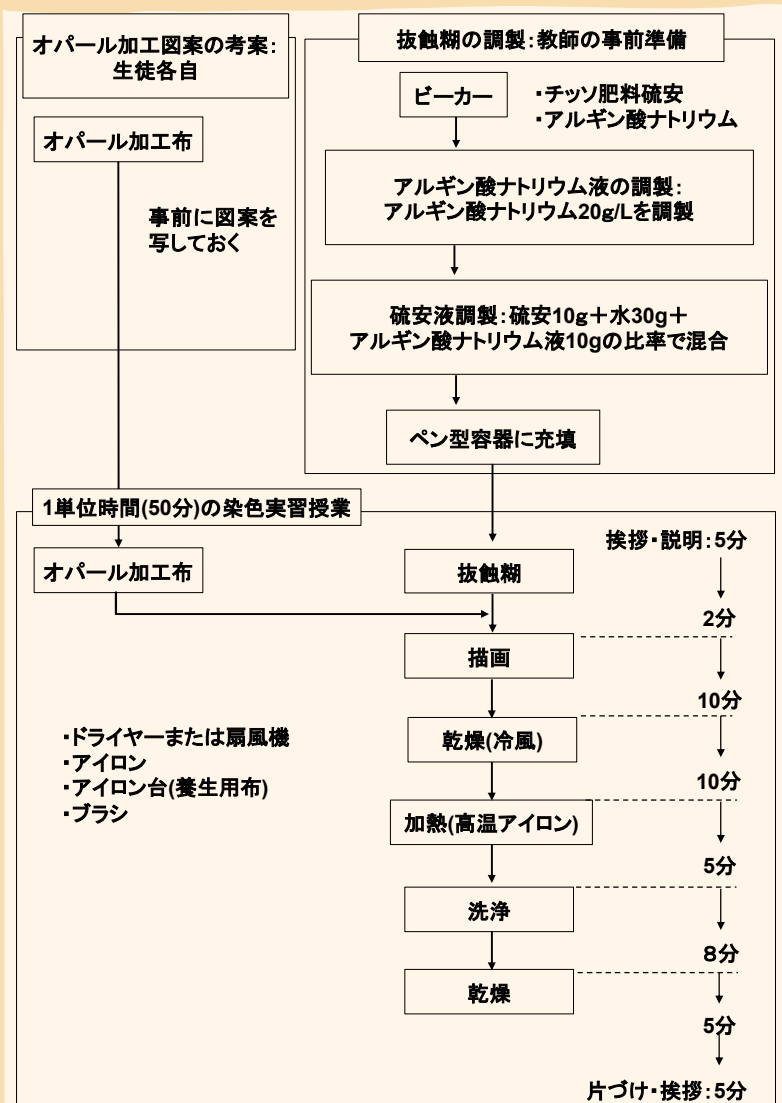 オパール加工図案の考案：
生徒各自
オパール加工布
事前に図案を
写しておく
抜蝕糊の調製：教師の事前準備
ビーカー
・チッソ肥料硫安
・アルギン酸ナトリウム
アルギン酸ナトリウム液の調製：
アルギン酸ナトリウム20g/Lを調製
硫安液調製：硫安10g＋水30g＋
アルギン酸ナトリウム液10gの比率で混合
ペン型容器に充填
1単位時間(50分)の染色実習授業
オパール加工布
抜蝕糊
描画
乾燥(冷風)
加熱(高温アイロン)
洗浄
乾燥
・ドライヤーまたは扇風機
・アイロン
・アイロン台(養生用布)
・ブラシ
挨拶・説明：5分
2分
10分
10分
5分
８分
5分
片づけ・挨拶：5分